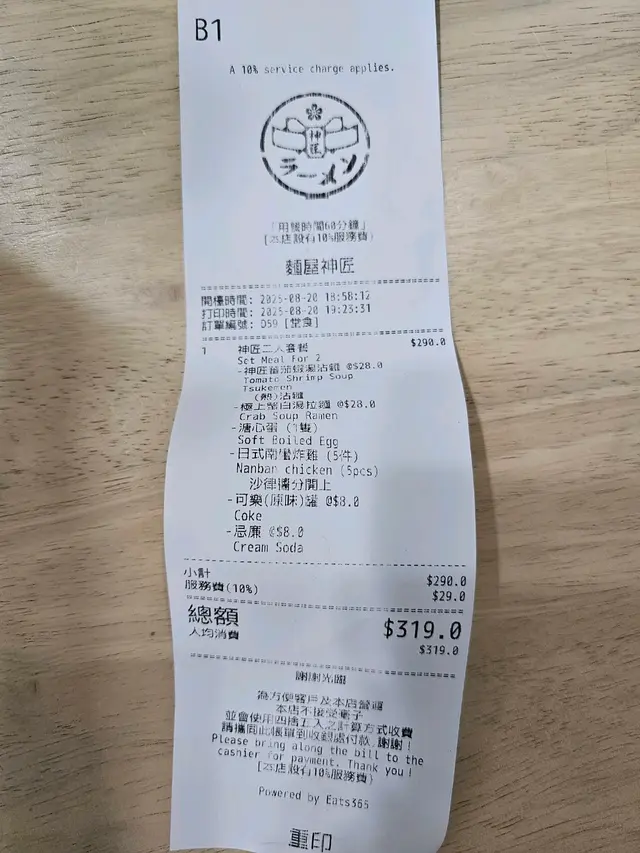 B1
A 10% service charge applies.
神匠
ラーメン
「用餐時間60分鐘」
(本店設有10%服務費)
麵屋神匠
開檯時間: 2025-08-20 18:58:12
打印時間: 2025-08-20 19:23:31
訂單編號: D59 [堂食]
1 神匠二人套餐 $290.0
Set Meal For 2
-神匠蕃茄蝦湯沾麵 @$28.0
Tomato Shrimp Soup
Tsukemen
(熱)沾麵
-極上蟹白湯拉麵 @$28.0
Crab Soup Ramen
-溏心蛋 (1隻)
Soft Boiled Egg
-日式南蠻炸雞 (5件)
Nanban chicken (5pcs)
沙律醬分開上
-可樂(原味)罐 @$8.0
Coke
-忌廉 @$8.0
Cream Soda
小計 $290.0
服務費(10%) $29.0
總額 $319.0
人均消費 $319.0
謝謝光臨
為方便客戶及本店營運
本店不接受毫子
並會使用四捨五入之計算方式收費
請攜同此帳單到收銀處付款,謝謝!
Please bring along the bill to the
cashier for payment. Thank you!
(本店設有10%服務費)
Powered by Eats365
重印